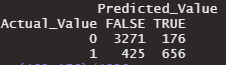 Predicted_Value
Actual_Value FALSE TRUE
0 3271 176
1 425 656